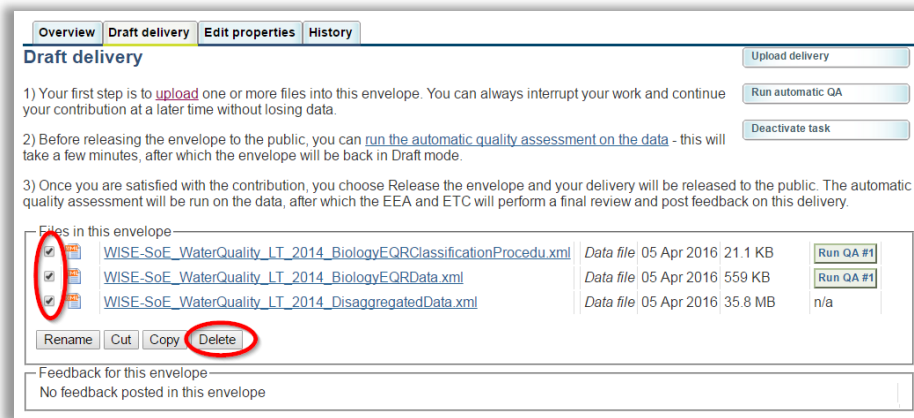 Overview Draft delivery Edit properties History
Draft delivery
Upload delivery
1) Your first step is to upload one or more files into this envelope. You can always interrupt your work and continue
your contribution at a later time without losing data.
Run automatic QA
Deactivate task
2) Before releasing the envelope to the public, you can run the automatic quality assessment on the data - this will
take a few minutes, after which the envelope will be back in Draft mode.
3) Once you are satisfied with the contribution, you choose Release the envelope and your delivery will be released to the public. The automatic
quality assessment will be run on the data, after which the EEA and ETC will perform a final review and post feedback on this delivery.
Files in this envelope
WISE-SoE_WaterQuality_LT_2014_BiologyEQRClassificationProcedu.xml Data file 05 Apr 2016 21.1 KB Run QA #1
WISE-SoE_WaterQuality_LT_2014_BiologyEQRData.xml Data file 05 Apr 2016 559 KB Run QA #1
WISE-SoE_WaterQuality_LT_2014_DisaggregatedData.xml Data file 05 Apr 2016 35.8 MB n/a
Rename Cut Copy Delete
Feedback for this envelope
No feedback posted in this envelope